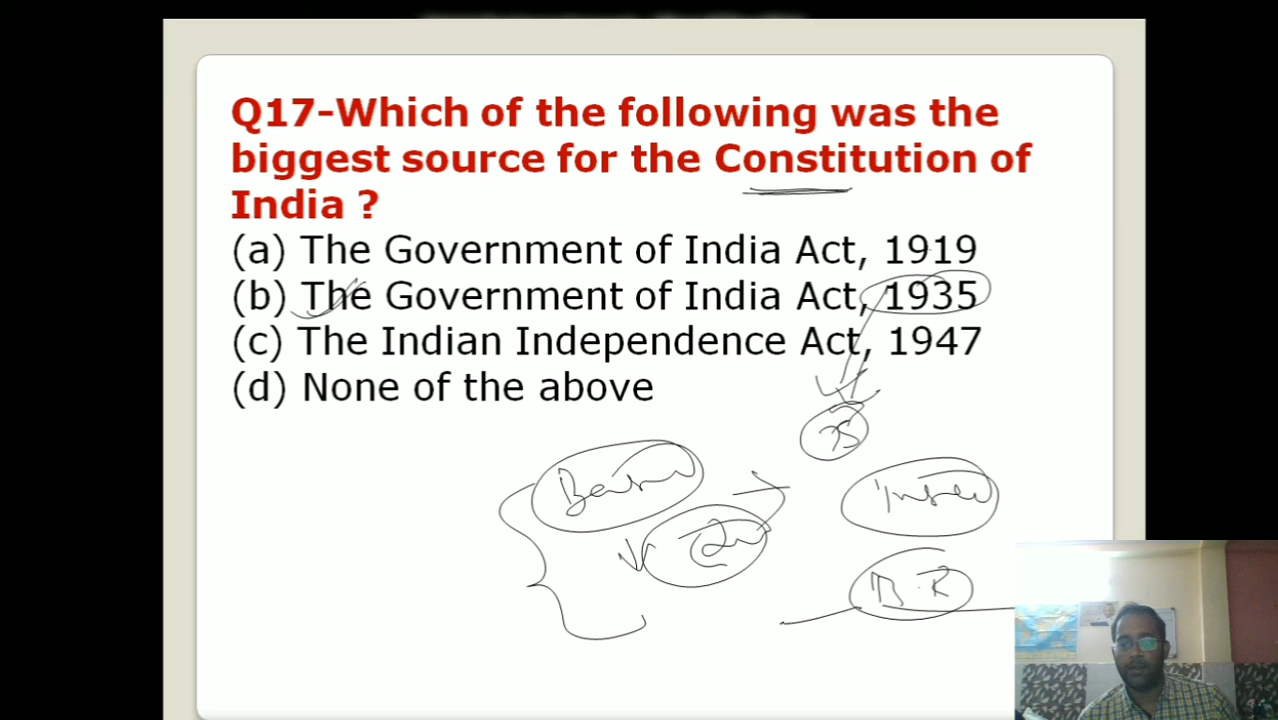 Q17-Which of the following was the
biggest source for the Constitution of
India ?
(a) The Government of India Act, 1919
(b) The Government of India Act, 1935
(c) The Indian Independence Act, 1947
(d) None of the above
B.R